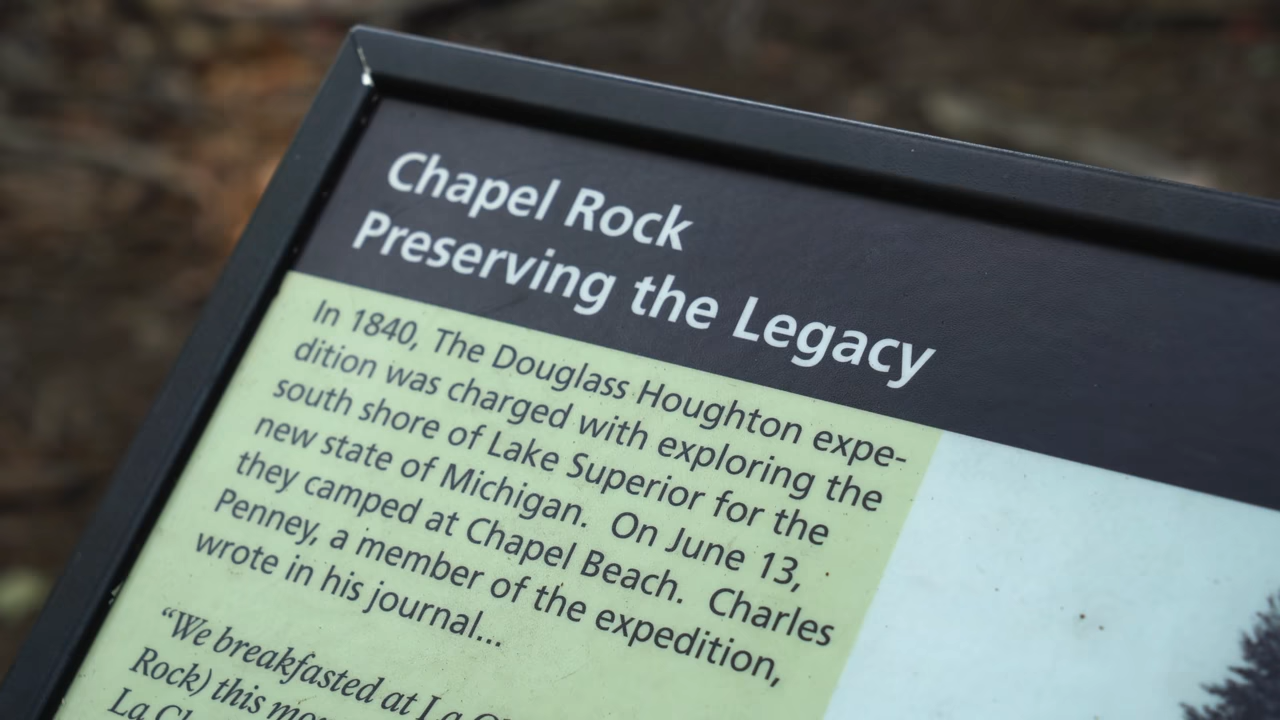 Chapel Rock
Preserving the Legacy
In 1840, The Douglass Houghton expe-
dition was charged with exploring the
south shore of Lake Superior for the
new state of Michigan. On June 13,
they camped at Chapel Beach. Charles
Penney, a member of the expedition,
wrote in his journal...
“We breakfasted at La
Rock) this
La